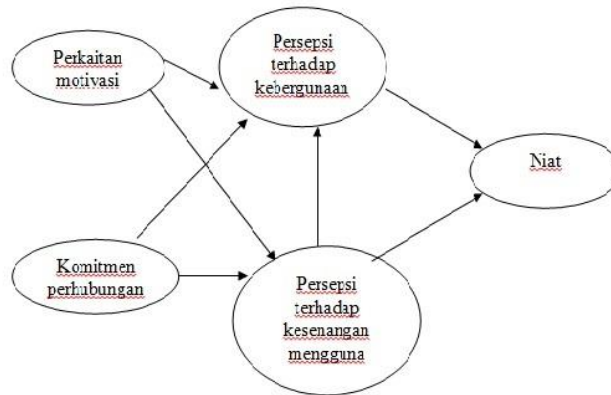 Perkaitan
motivasi
Persepsi
terhadap
kebergunaan
Niat
Komitmen
perhubungan
Persepsi
terhadap
kesenangan
mengguna